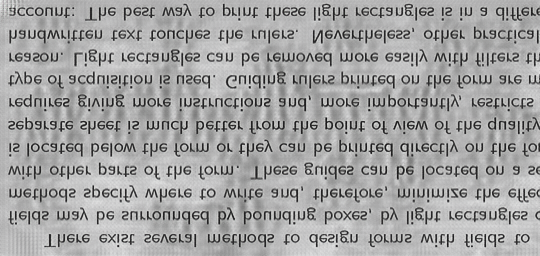 There exist several methods to design forms with fields to
fields may be surrounded by bounding boxes, by light rectangles o
methods specify where to write and, therefore, minimize the effec
with other parts of the form. These guides can be located on a se
is located below the form or they can be printed directly on the fo
separate sheet is much better from the point of view of the quality
requires giving more instructions and, more importantly, restricts
type of acquisition is used. Guiding rulers printed on the form are m
reason. Light rectangles can be removed more easily with filters th
handwritten text touches the rulers. Nevertheless, other practical
account: The best way to print these light rectangles is in a differe